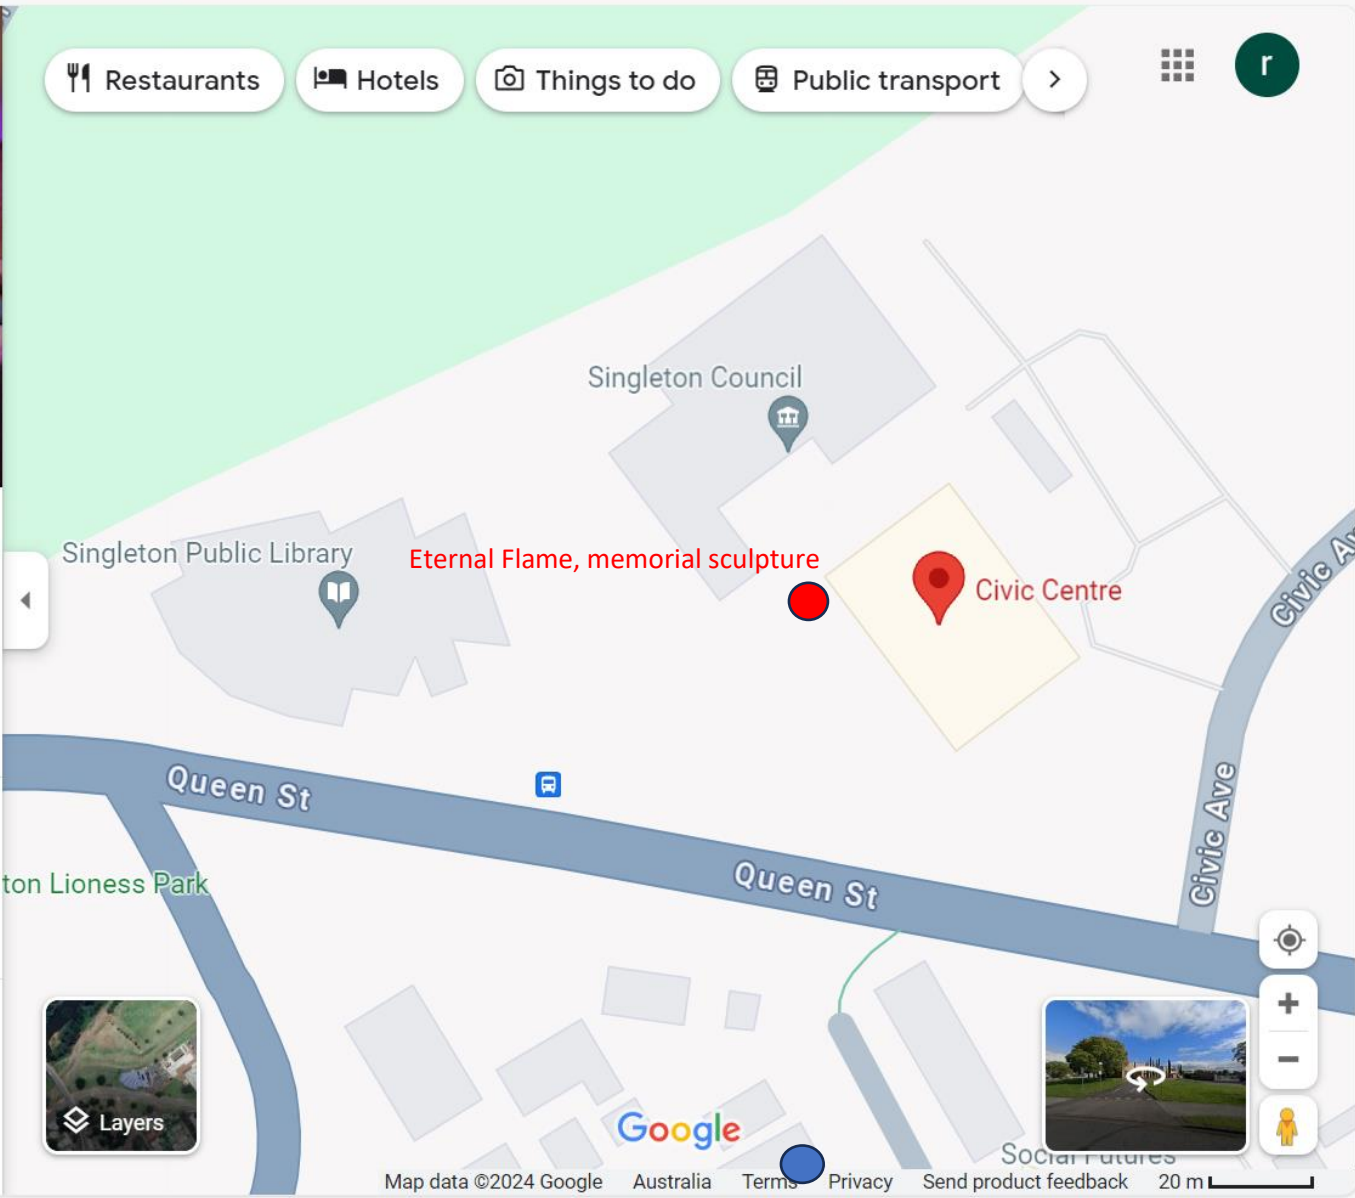 Restaurants
Hotels
Things to do
Public transport
r
Singleton Council
Singleton Public Library
Eternal Flame, memorial sculpture
Civic Centre
Civic Av
Queen St
Civic Ave
Queen St
ton Lioness Park
Layers
Google
Social Futures
Map data ©2024 Google Australia Terms Privacy Send product feedback 20 m